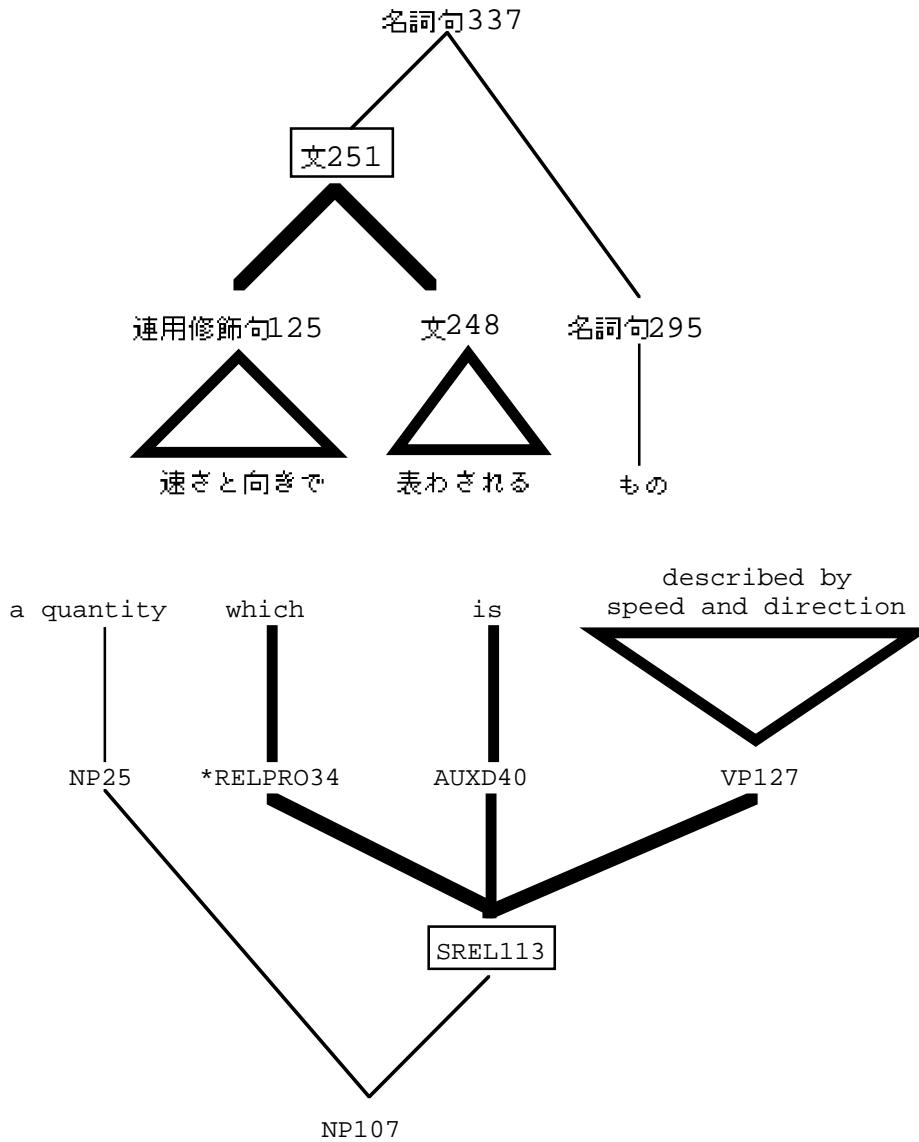 名詞句337
文251
連用修飾句125 文248 名詞句295
速さと向きで 表わされる もの
described by
a quantity which is speed and direction
NP25 *RELPRO34 AUXD40 VP127
SREL113
NP107